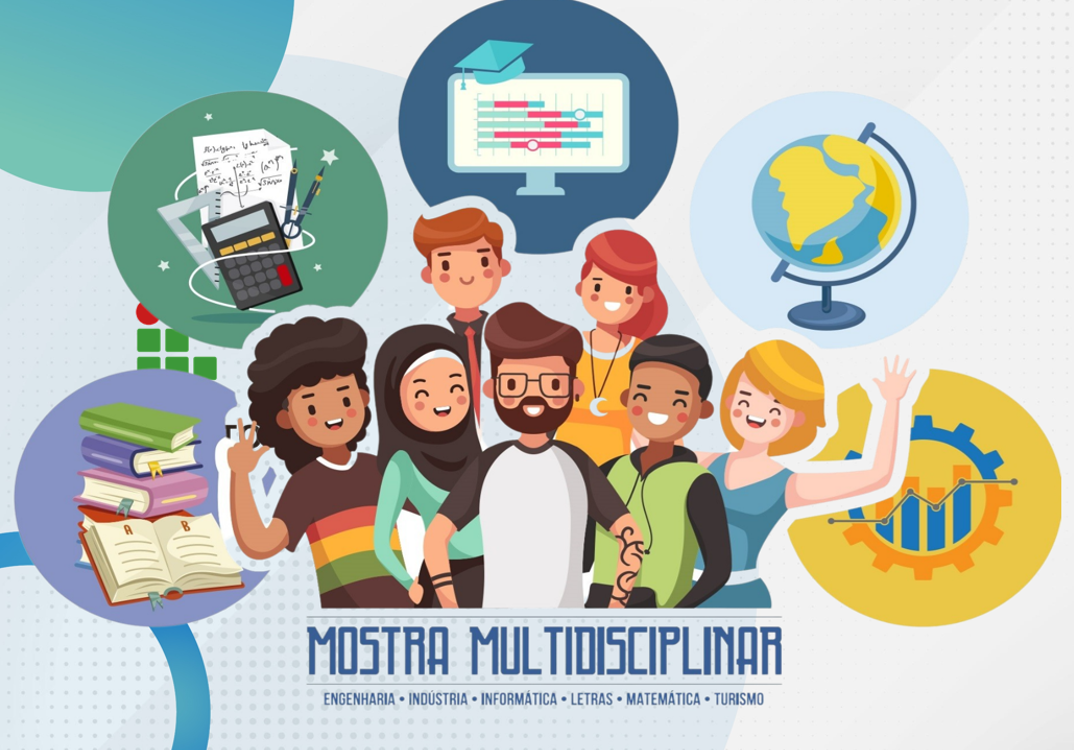 A B
MOSTRA MULTIDISCIPLINAR
ENGENHARIA • INDÚSTRIA • INFORMÁTICA • LETRAS • MATEMÁTICA • TURISMO